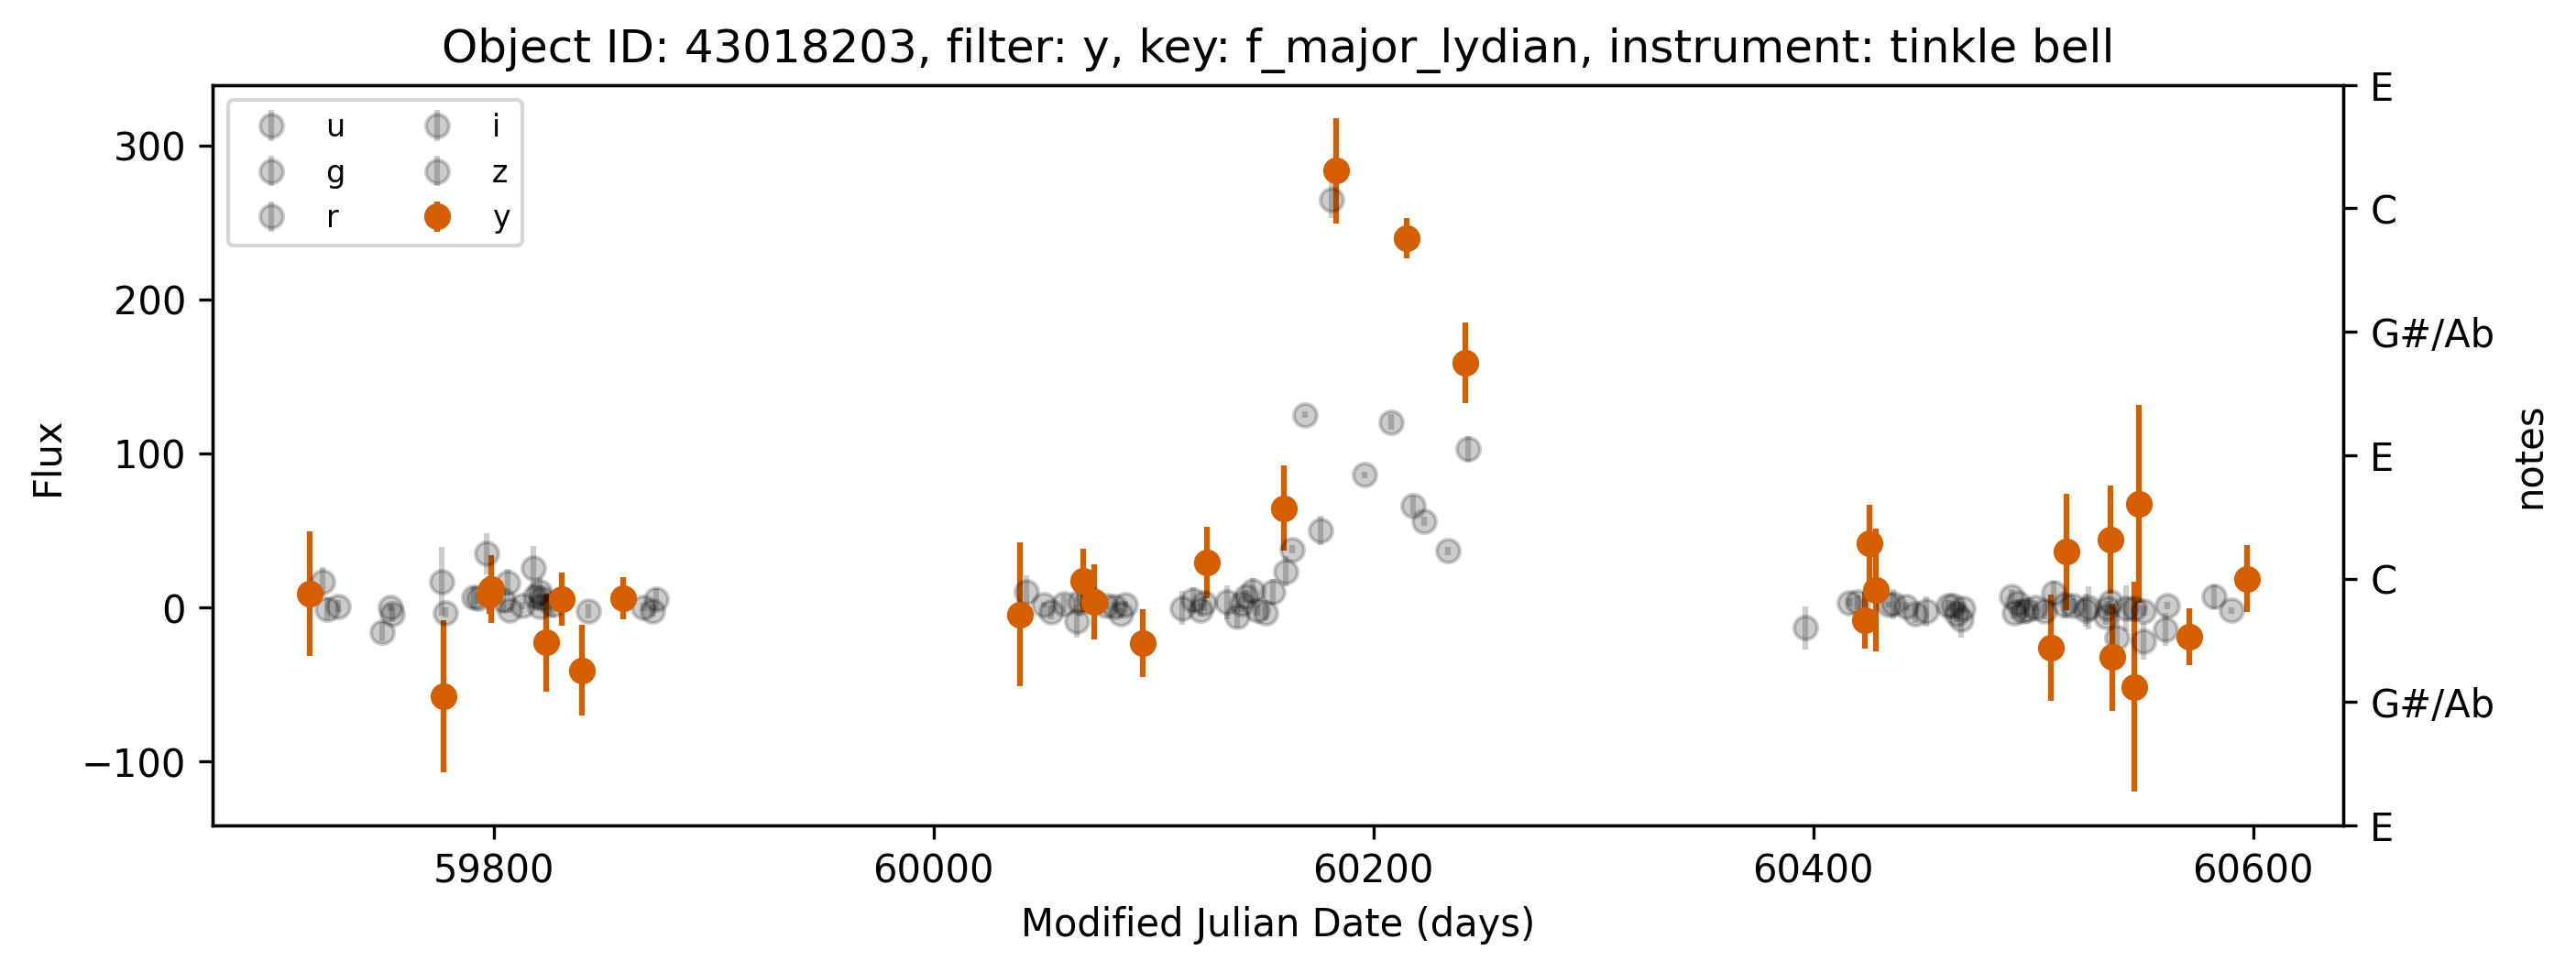 Object ID: 43018203, filter: y, key: f_major_lydian, instrument: tinkle bell
u i
g z
r y
300
200
100
0
−100
Flux
E
C
G#/Ab
E
C
G#/Ab
E
notes
59800 60000 60200 60400 60600
Modified Julian Date (days)